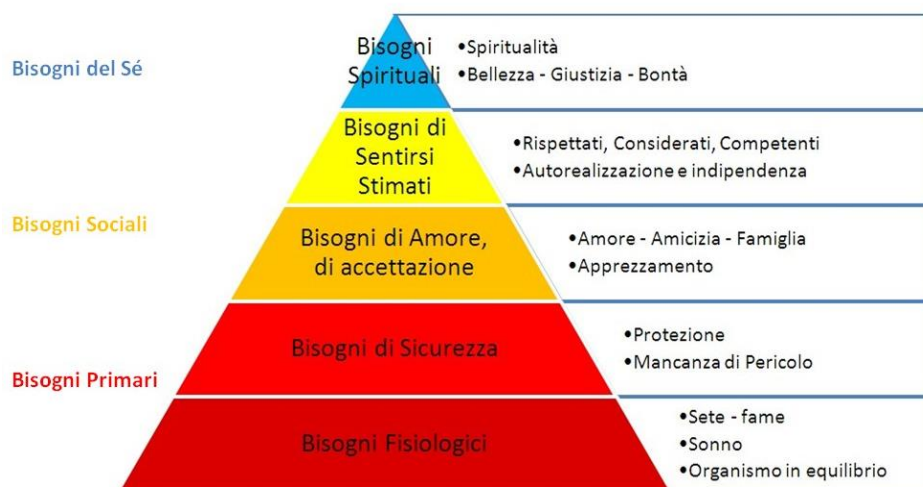 Bisogni del Sé
Bisogni
Spirituali
•Spiritualità
•Bellezza - Giustizia - Bontà
Bisogni di
Sentirsi
Stimati
•Rispettati, Considerati, Competenti
•Autorealizzazione e indipendenza
Bisogni Sociali
Bisogni di Amore,
di accettazione
•Amore - Amicizia - Famiglia
•Apprezzamento
Bisogni di Sicurezza
•Protezione
•Mancanza di Pericolo
Bisogni Primari
Bisogni Fisiologici
•Sete - fame
•Sonno
•Organismo in equilibrio